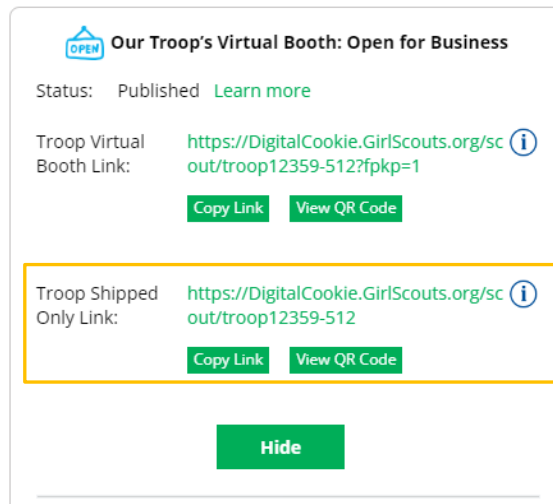 OPEN Our Troop's Virtual Booth: Open for Business
Status: Published Learn more
Troop Virtual https://DigitalCookie.GirlScouts.org/sc i
Booth Link: out/troop12359-512?fpkp=1
Copy Link View QR Code
Troop Shipped https://DigitalCookie.GirlScouts.org/sc i
Only Link: out/troop12359-512
Copy Link View QR Code
Hide